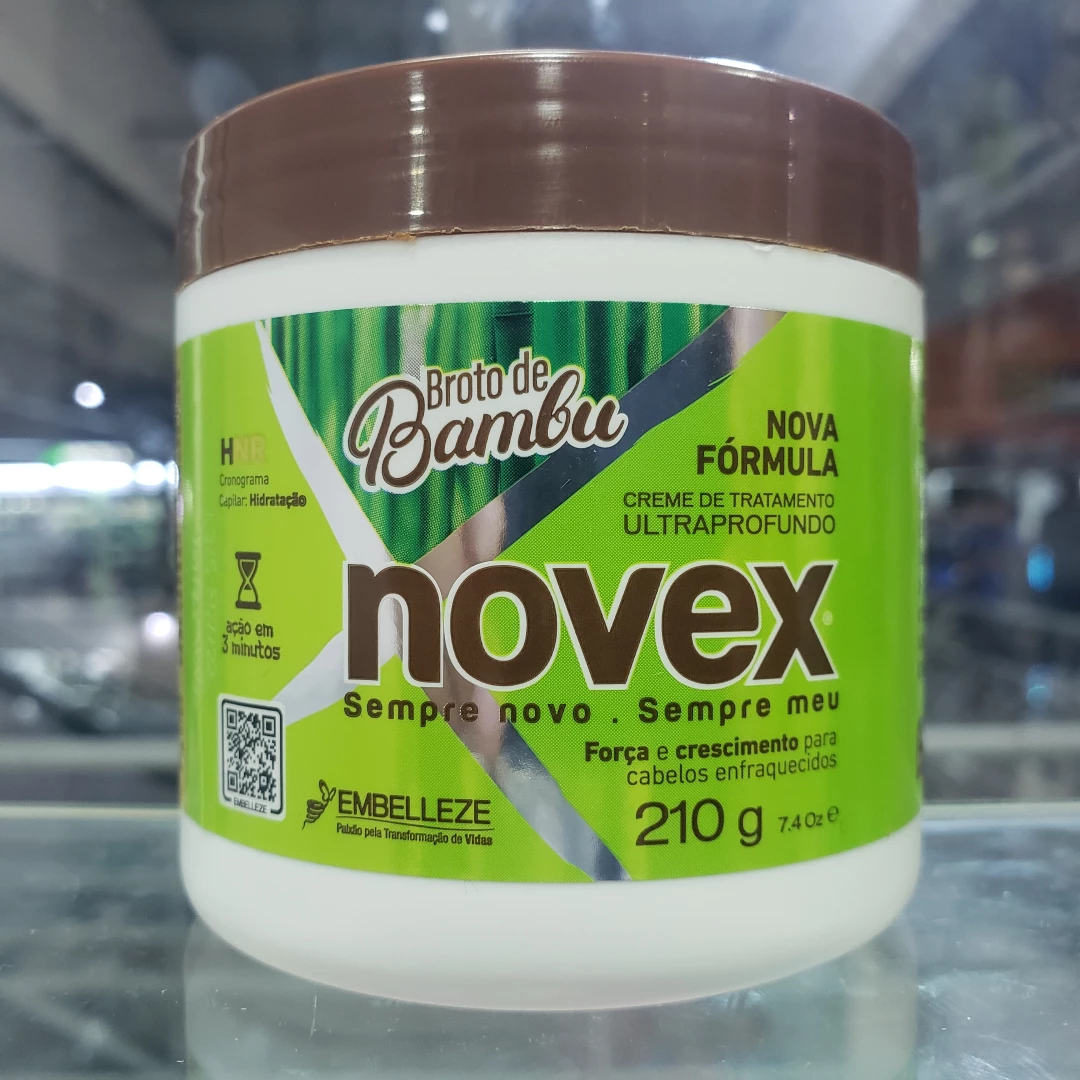 Broto de
Bambu
HNR
Cronograma
Capilar: Hidratação
NOVA
FÓRMULA
CREME DE TRATAMENTO
ULTRAPROFUNDO
ação em
3 minutos
novex
Sempre novo . Sempre meu
Força e crescimento para
cabelos enfraquecidos
EMBELLEZE
EMBELLEZE
Paixão pela Transformação de Vidas
210 g 7.4 Oz e